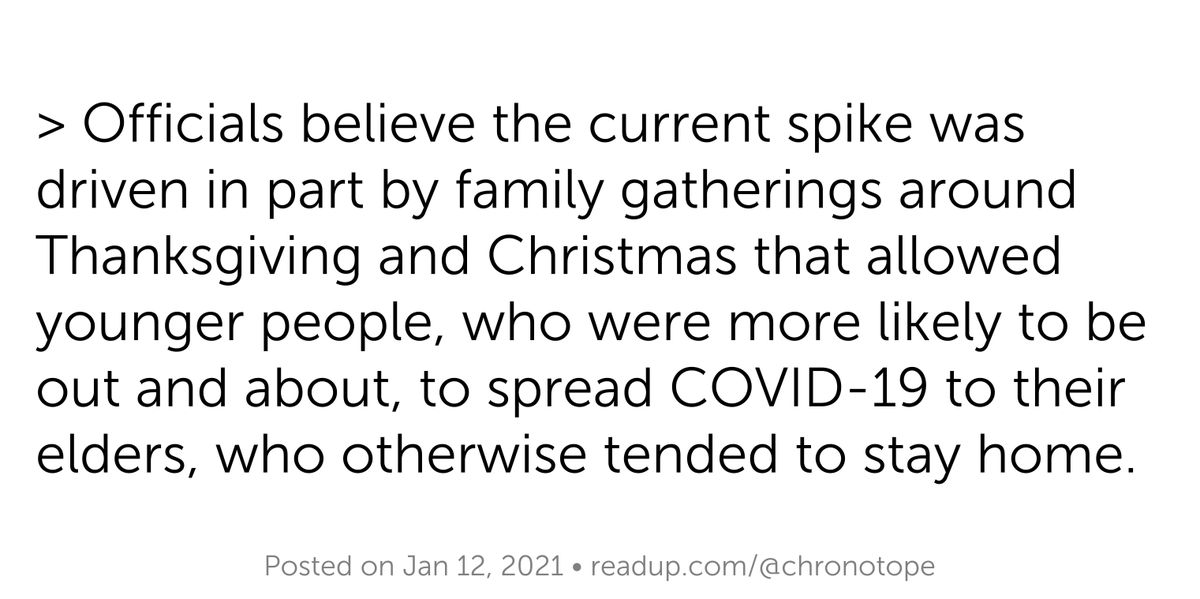 > Officials believe the current spike was
driven in part by family gatherings around
Thanksgiving and Christmas that allowed
younger people, who were more likely to be
out and about, to spread COVID-19 to their
elders, who otherwise tended to stay home.
Posted on Jan 12, 2021 • readup.com/@chronotope